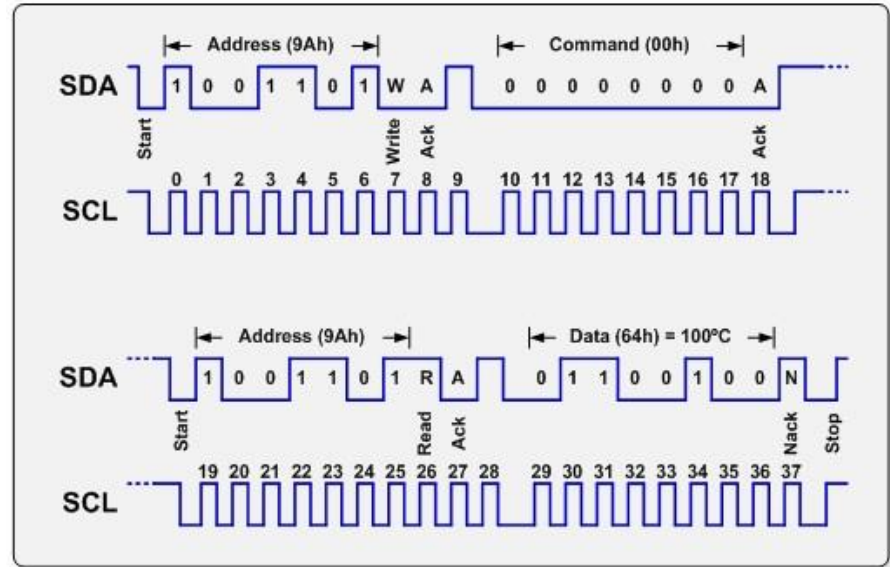 Address (9Ah) Command (00h)
SDA 1 0 0 1 1 0 1 W A 0 0 0 0 0 0 0 0 A
Start Write Ack Ack
0 1 2 3 4 5 6 7 8 9 10 11 12 13 14 15 16 17 18
SCL
Address (9Ah) Data (64h) = 100ºC
SDA 1 0 0 1 1 0 1 R A 0 1 1 0 0 1 0 0 N
Start Read Ack Nack Stop
19 20 21 22 23 24 25 26 27 28 29 30 31 32 33 34 35 36 37
SCL